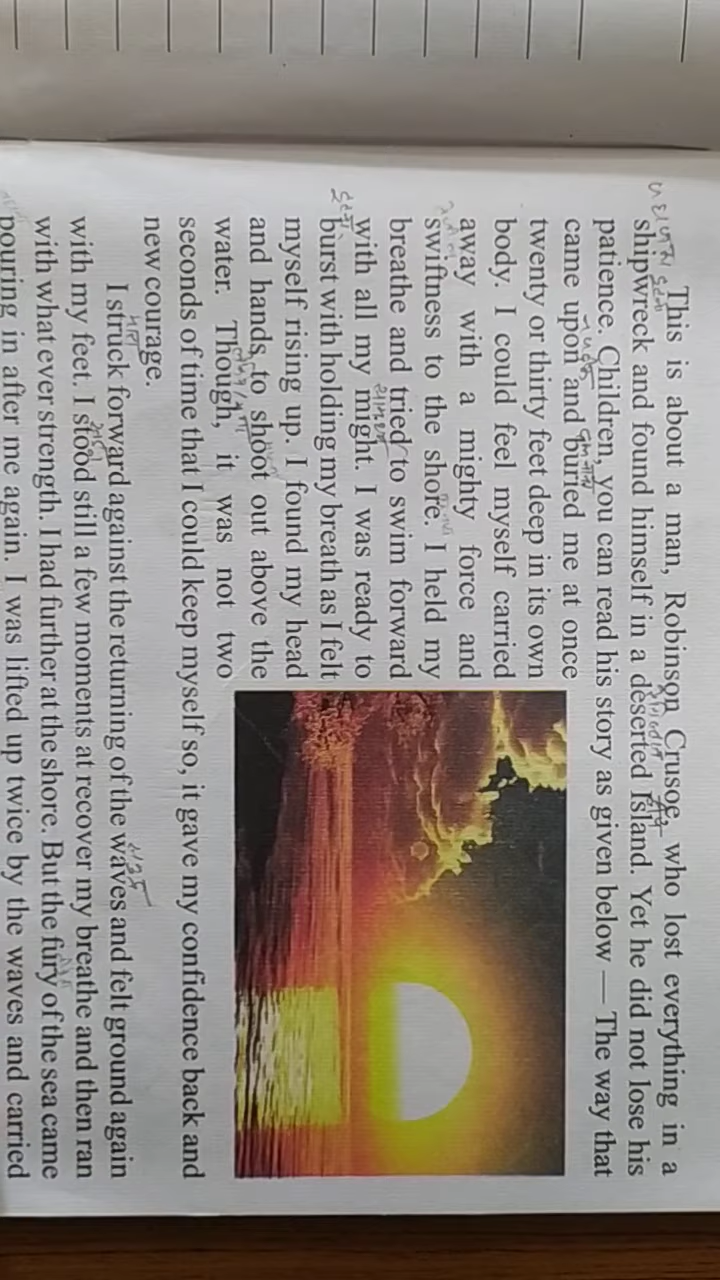 This is about a man, Robinson Crusoe, who lost everything in a
shipwreck and found himself in a deserted Island. Yet he did not lose his
patience. Children, you can read his story as given below — The way that
came upon and buried me at once
twenty or thirty feet deep in its own
body. I could feel myself carried
away with a mighty force and
swiftness to the shore. I held my
breathe and tried to swim forward
with all my might. I was ready to
burst with holding my breath as I felt
myself rising up. I found my head
and hands, to shoot out above the
water. Though, it was not two
seconds of time that I could keep myself so, it gave my confidence back and
new courage.
I struck forward against the returning of the waves and felt ground again
with my feet. I stood still a few moments at recover my breathe and then ran
with what ever strength. I had further at the shore. But the fury of the sea came
pouring in after me again. I was lifted up twice by the waves and carried